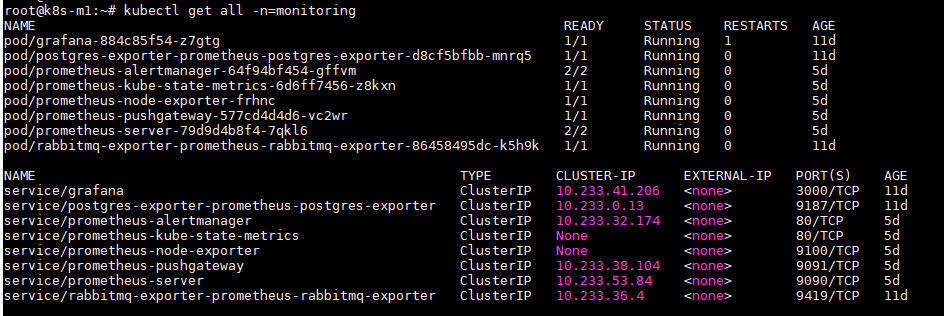 root@k8s-m1:~# kubectl get all -n=monitoring
NAME READY STATUS RESTARTS AGE
pod/grafana-884c85f54-z7gtg 1/1 Running 1 11d
pod/postgres-exporter-prometheus-postgres-exporter-d8cf5bfbb-mnrq5 1/1 Running 0 11d
pod/prometheus-alertmanager-64f94bf454-gffvm 2/2 Running 0 5d
pod/prometheus-kube-state-metrics-6d6ff7456-z8kxn 1/1 Running 0 5d
pod/prometheus-node-exporter-frhnc 1/1 Running 0 5d
pod/prometheus-pushgateway-577cd4d4d6-vc2wr 1/1 Running 0 5d
pod/prometheus-server-79d9d4b8f4-7qkl6 2/2 Running 0 5d
pod/rabbitmq-exporter-prometheus-rabbitmq-exporter-86458495dc-k5h9k 1/1 Running 0 11d
NAME TYPE CLUSTER-IP EXTERNAL-IP PORT(S) AGE
service/grafana ClusterIP 10.233.41.206 <none> 3000/TCP 11d
service/postgres-exporter-prometheus-postgres-exporter ClusterIP 10.233.0.13 <none> 9187/TCP 11d
service/prometheus-alertmanager ClusterIP 10.233.32.174 <none> 80/TCP 5d
service/prometheus-kube-state-metrics ClusterIP None <none> 80/TCP 5d
service/prometheus-node-exporter ClusterIP None <none> 9100/TCP 5d
service/prometheus-pushgateway ClusterIP 10.233.38.104 <none> 9091/TCP 5d
service/prometheus-server ClusterIP 10.233.53.84 <none> 9090/TCP 5d
service/rabbitmq-exporter-prometheus-rabbitmq-exporter ClusterIP 10.233.36.4 <none> 9419/TCP 11d